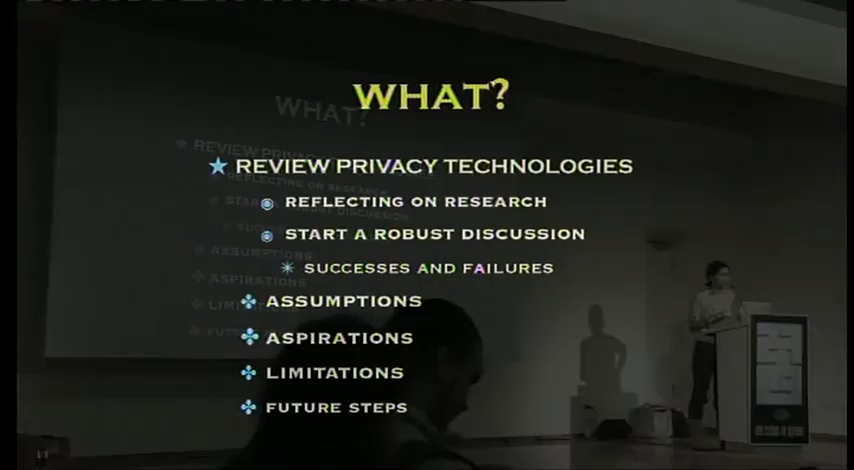 WHAT?
REVIEW PRIVACY TECHNOLOGIES
REFLECTING ON RESEARCH
START A ROBUST DISCUSSION
SUCCESSES AND FAILURES
ASSUMPTIONS
ASPIRATIONS
LIMITATIONS
FUTURE STEPS